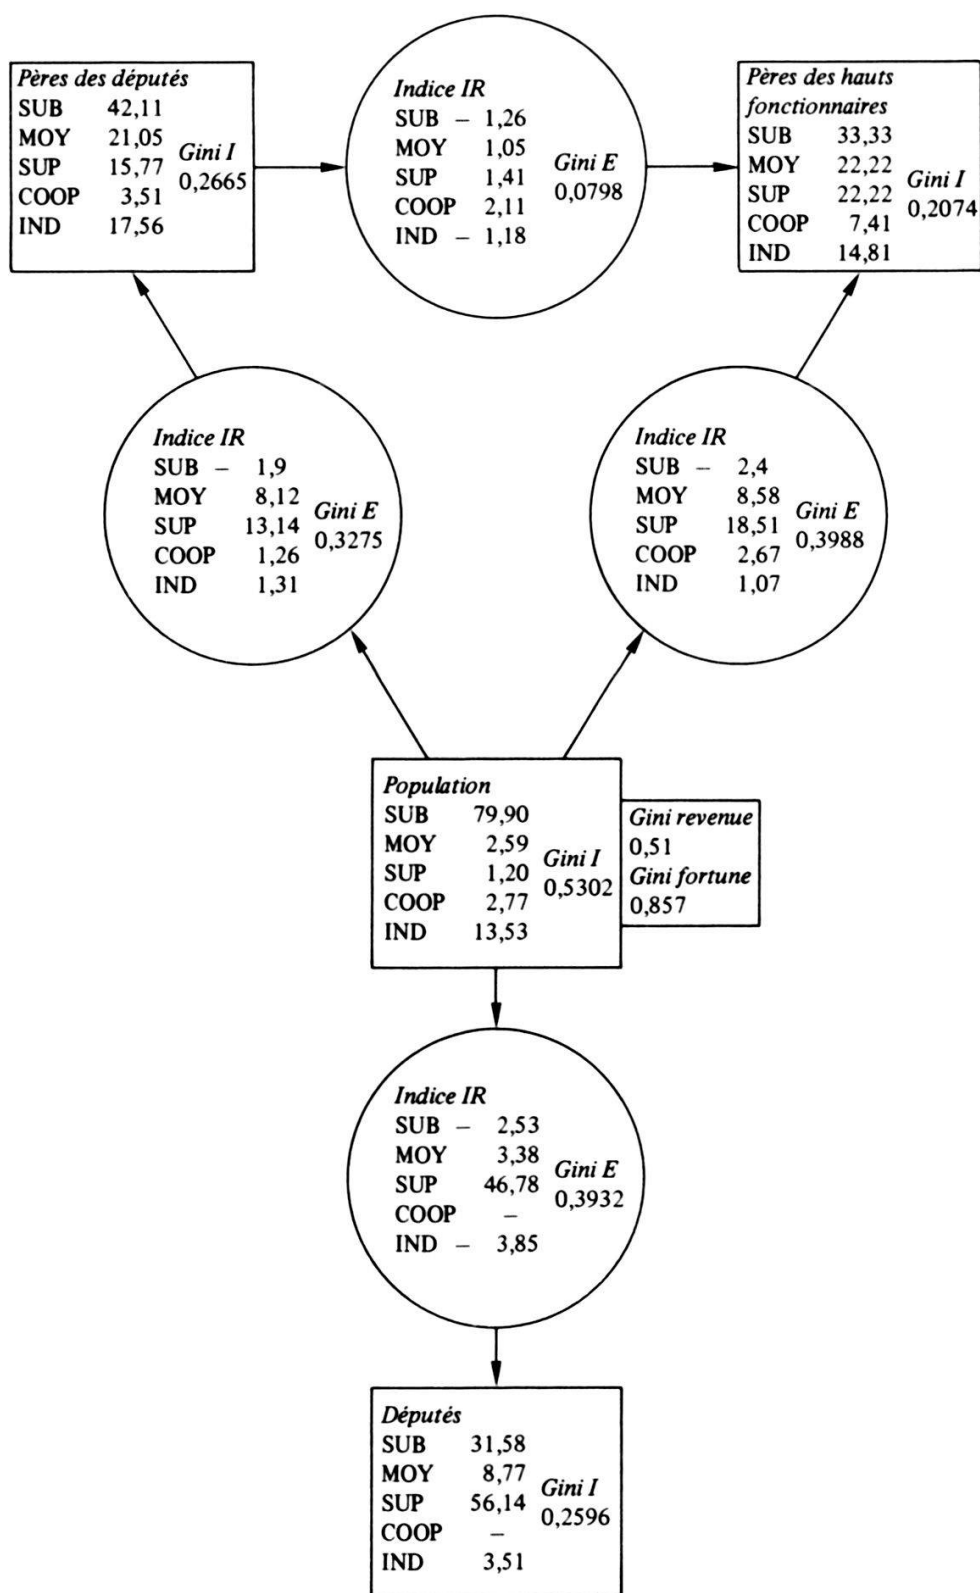 Pères des députés
SUB 42,11
MOY 21,05
SUP 15,77
COOP 3,51
IND 17,56
Gini I
0,2665
Indice IR
SUB – 1,26
MOY 1,05
SUP 1,41
COOP 2,11
IND – 1,18
Gini E
0,0798
Pères des hauts
fonctionnaires
SUB 33,33
MOY 22,22
SUP 22,22
COOP 7,41
IND 14,81
Gini I
0,2074
Indice IR
SUB – 1,9
MOY 8,12
SUP 13,14
COOP 1,26
IND 1,31
Gini E
0,3275
Indice IR
SUB – 2,4
MOY 8,58
SUP 18,51
COOP 2,67
IND 1,07
Gini E
0,3988
Population
SUB 79,90
MOY 2,59
SUP 1,20
COOP 2,77
IND 13,53
Gini I
0,5302
Gini revenue
0,51
Gini fortune
0,857
Indice IR
SUB – 2,53
MOY 3,38
SUP 46,78
COOP –
IND – 3,85
Gini E
0,3932
Députés
SUB 31,58
MOY 8,77
SUP 56,14
COOP –
IND 3,51
Gini I
0,2596